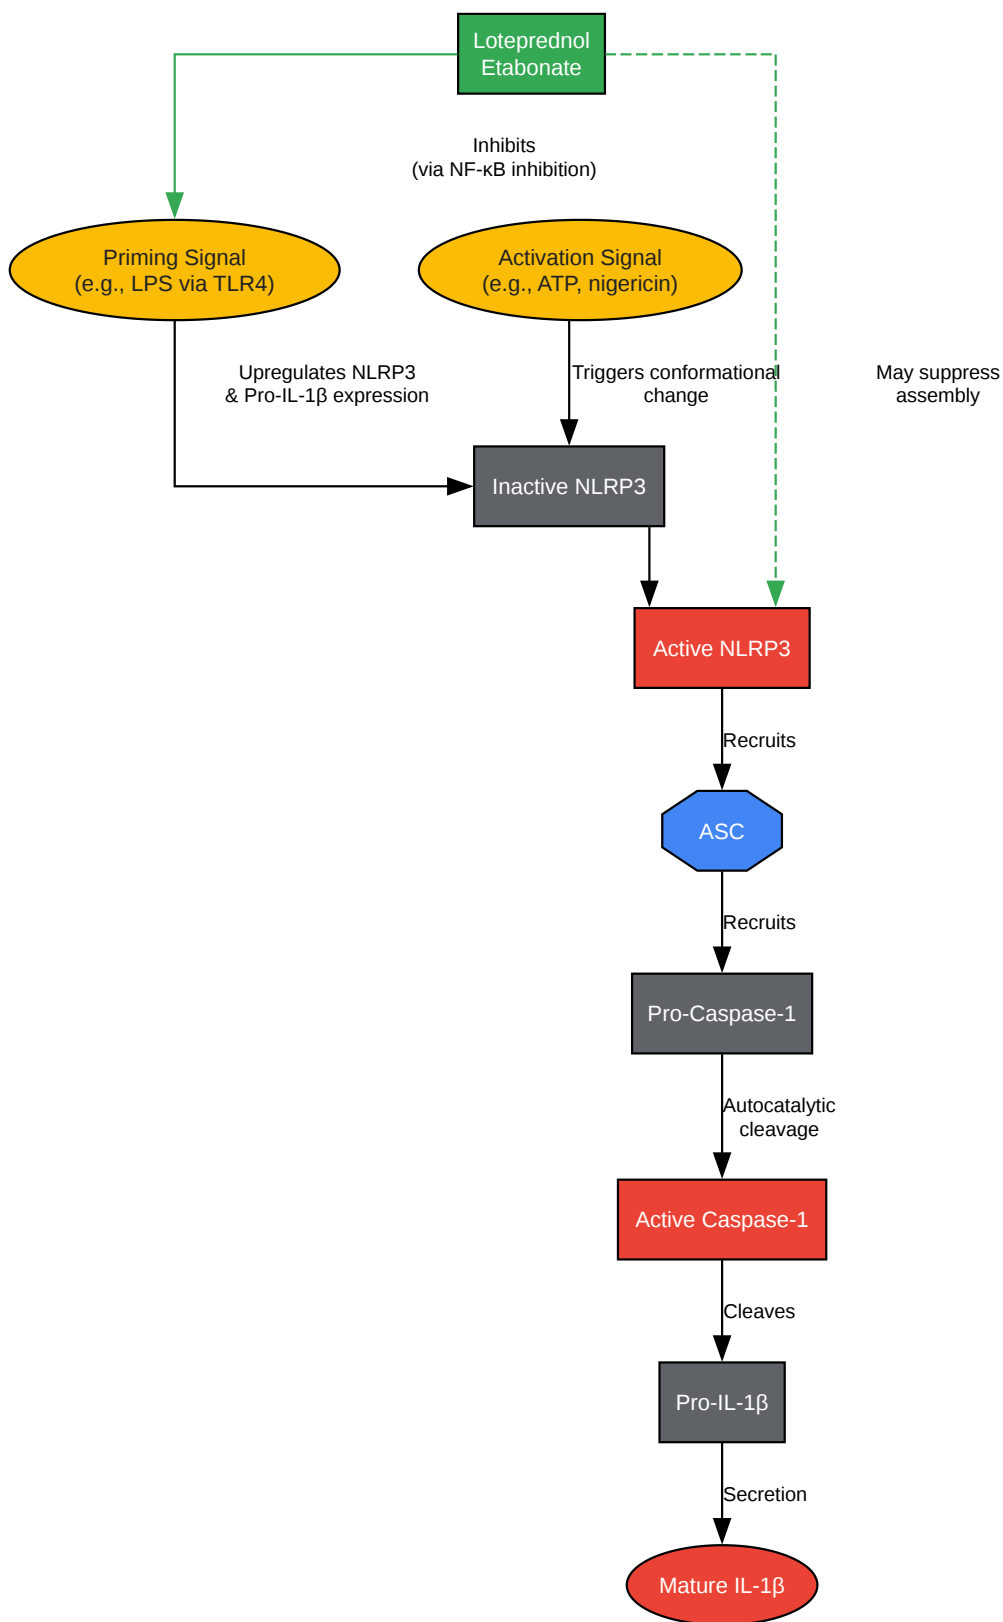 Loteprednol
Etabonate
Inhibits
(via NF-κB inhibition)
Priming Signal
(e.g., LPS via TLR4)
Activation Signal
(e.g., ATP, nigericin)
Upregulates NLRP3
& Pro-IL-1β expression
Triggers conformational
change
May suppress
assembly
Inactive NLRP3
Active NLRP3
Recruits
ASC
Recruits
Pro-Caspase-1
Autocatalytic
cleavage
Active Caspase-1
Cleaves
Pro-IL-1β
Secretion
Mature IL-1β